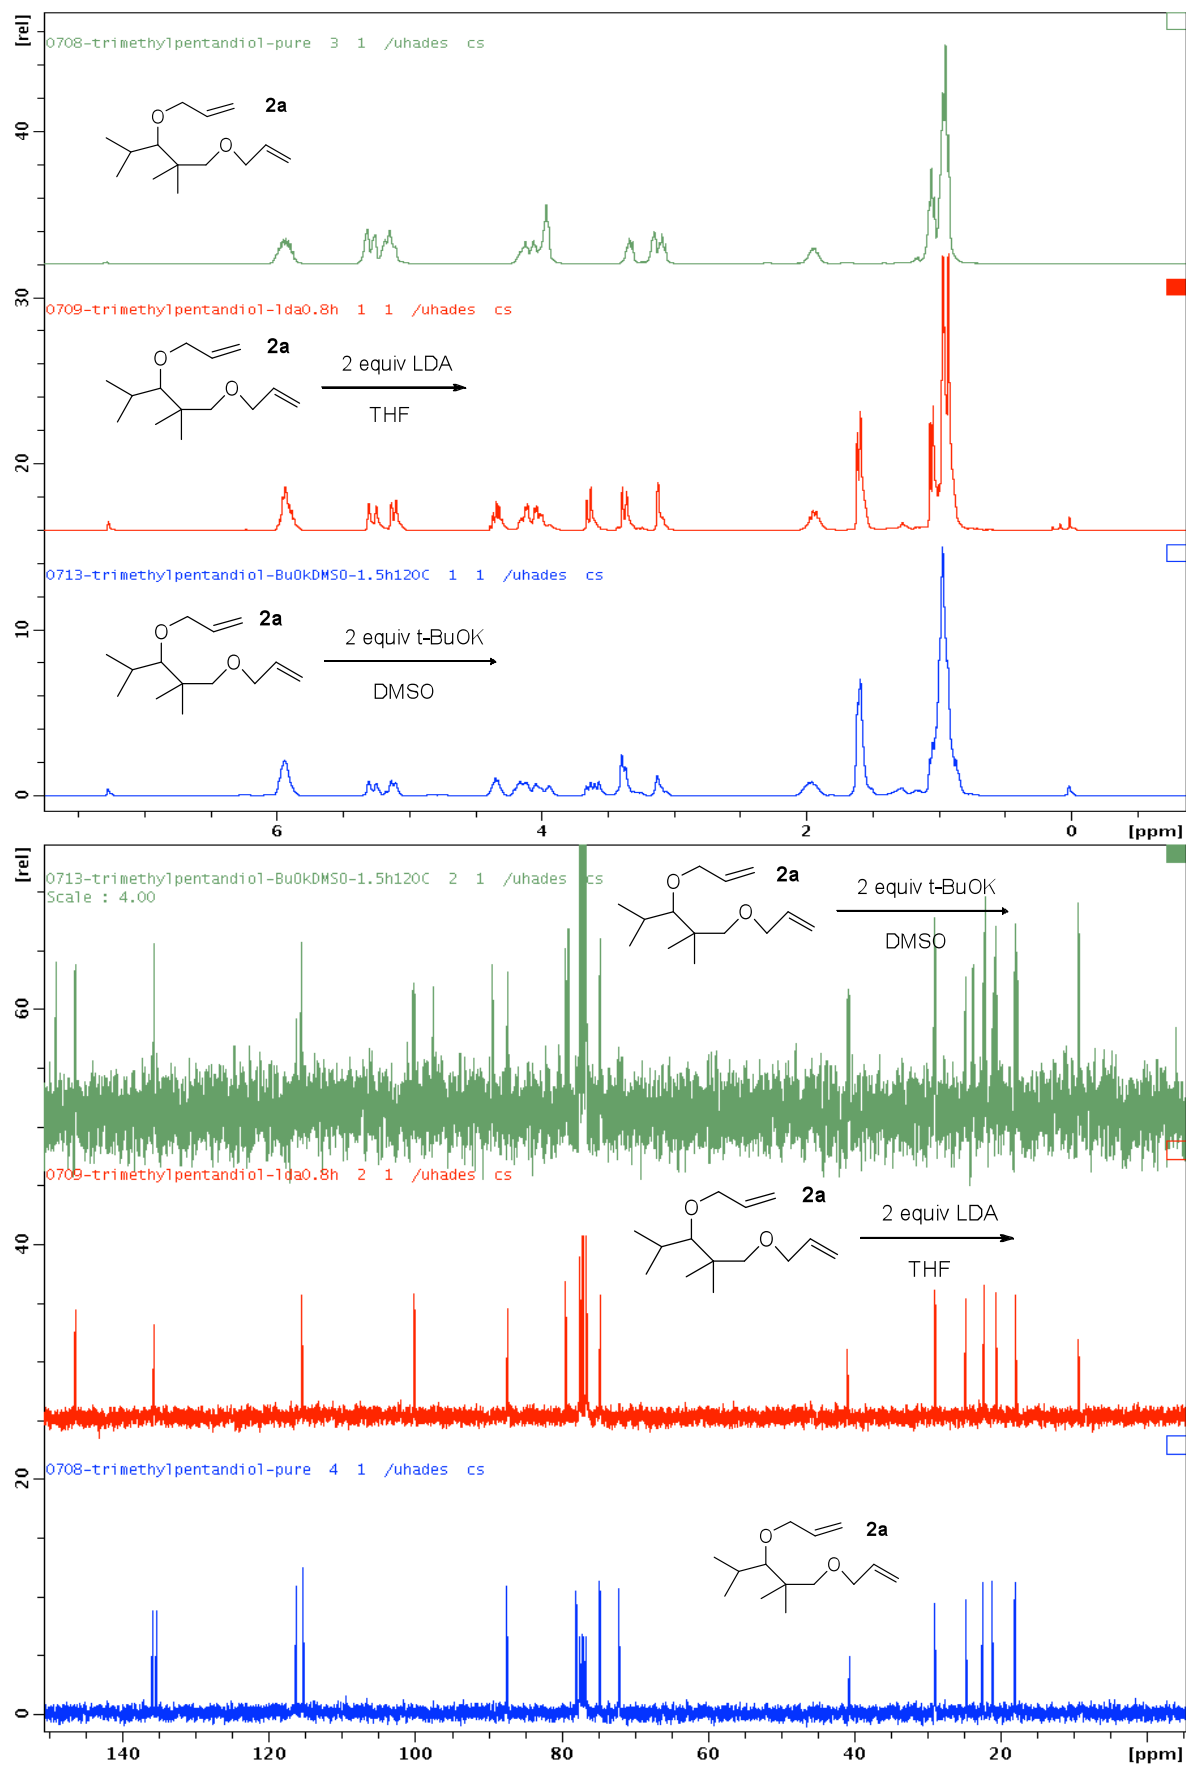 [rel]
0708-trimethylpentandiol-pure 3 1 /uhades cs
2a
O
O
40
30
0709-trimethylpentandiol-lda0.8h 1 1 /uhades cs
2a
O
O
2 equiv LDA
THF
20
0713-trimethylpentandiol-BuOkDMSO-1.5h120C 1 1 /uhades cs
2a
O
O
2 equiv t-BuOK
DMSO
10
0
6 4 2 0 [ppm]
[rel]
0713-trimethylpentandiol-BuOkDMSO-1.5h120C 2 1 /uhades cs
Scale : 4.00
2a
O
O
2 equiv t-BuOK
DMSO
60
0709-trimethylpentandiol-lda0.8h 2 1 /uhades cs
2a
O
O
2 equiv LDA
THF
40
0708-trimethylpentandiol-pure 4 1 /uhades cs
20
2a
O
O
0
140 120 100 80 60 40 20 [ppm]